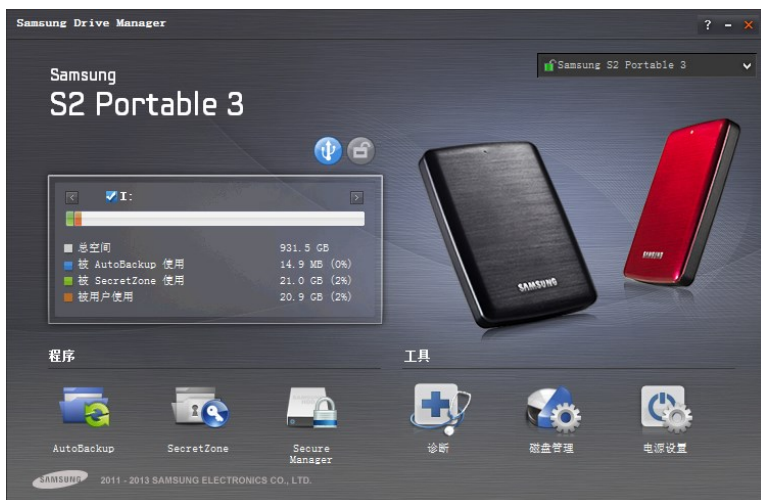 Samsung Drive Manager
? - ×
Samsung S2 Portable 3
Samsung
S2 Portable 3
I:
总空间 931.5 GB
被 AutoBackup 使用 14.9 MB (0%)
被 SecretZone 使用 21.0 GB (2%)
被用户使用 20.9 GB (2%)
SAMSUNG
SAMSUNG
程序
工具
AutoBackup
SecretZone
Secure
Manager
诊断
磁盘管理
电源设置
SAMSUNG 2011 - 2013 SAMSUNG ELECTRONICS CO., LTD.